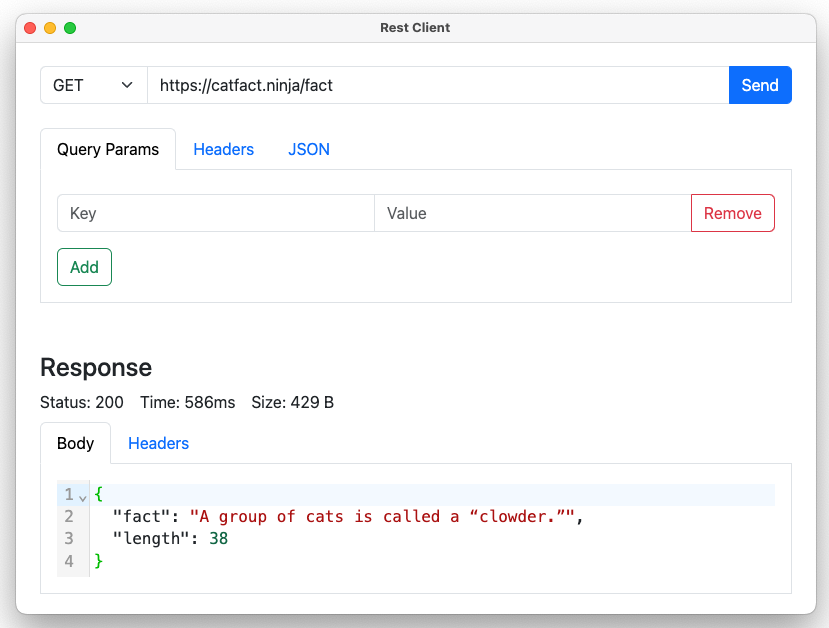 Rest Client
GET https://catfact.ninja/fact Send
Query Params Headers JSON
Key Value Remove
Add
Response
Status: 200 Time: 586ms Size: 429 B
Body Headers
1 {
2 "fact": "A group of cats is called a “clowder.”",
3 "length": 38
4 }